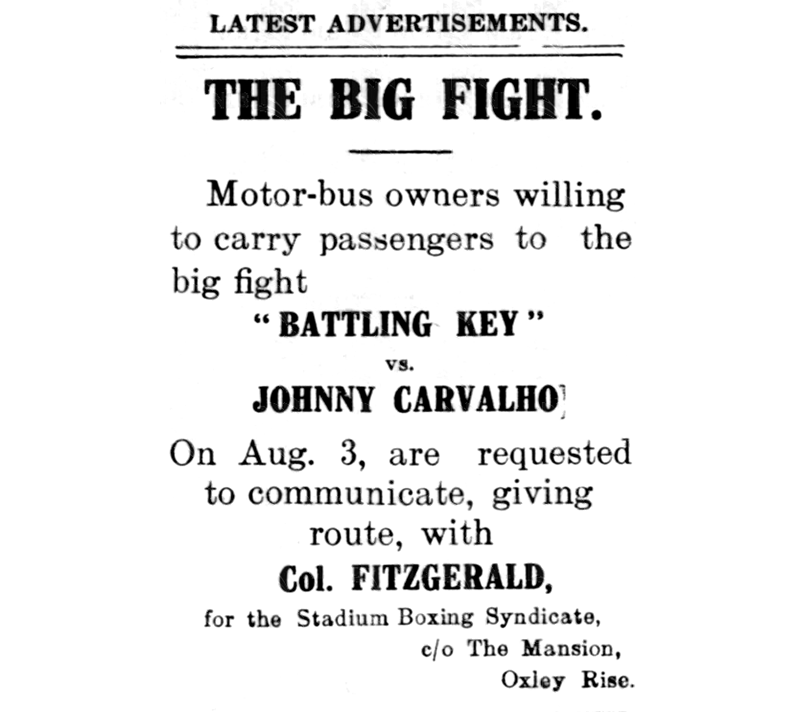 LATEST ADVERTISEMENTS.
THE BIG FIGHT.
Motor-bus owners willing
to carry passengers to the
big fight
"BATTLING KEY"
vs.
JOHNNY CARVALHO
On Aug. 3, are requested
to communicate, giving
route, with
Col. FITZGERALD,
for the Stadium Boxing Syndicate,
c/o The Mansion,
Oxley Rise.